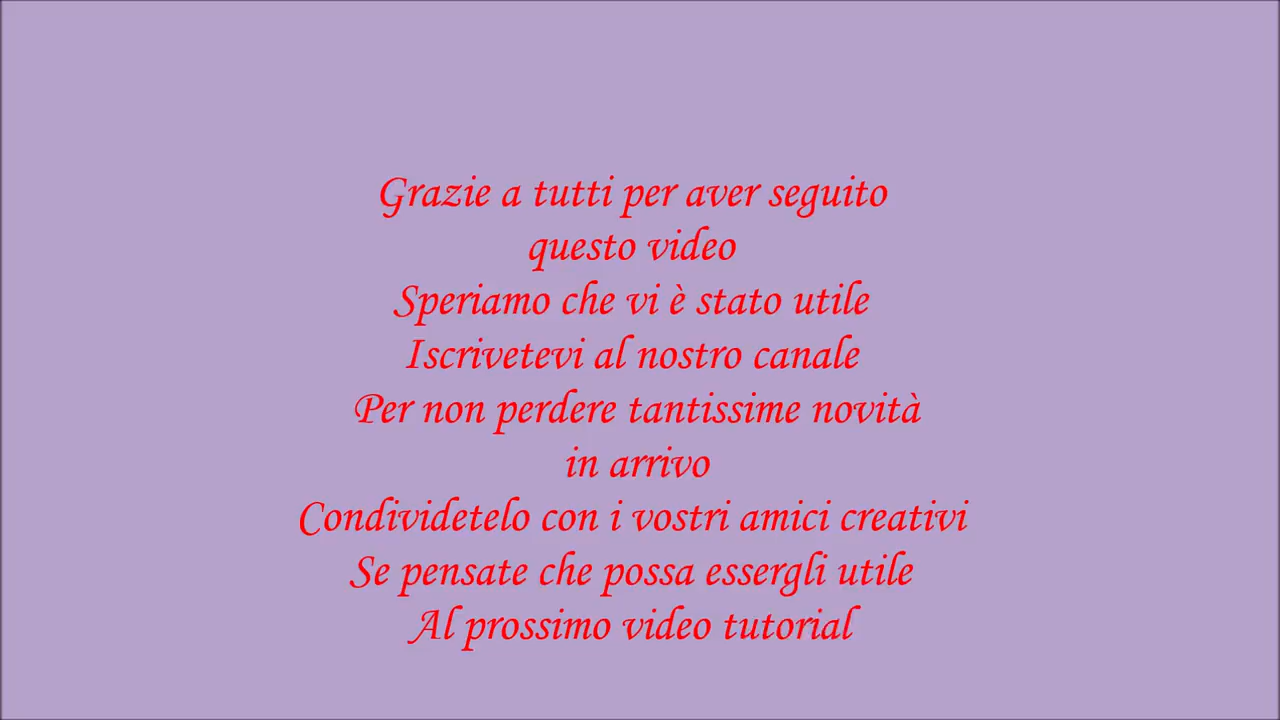 Grazie a tutti per aver seguito
questo video
Speriamo che vi è stato utile
Iscrivetevi al nostro canale
Per non perdere tantissime novità
in arrivo
Condividetelo con i vostri amici creativi
Se pensate che possa essergli utile
Al prossimo video tutorial